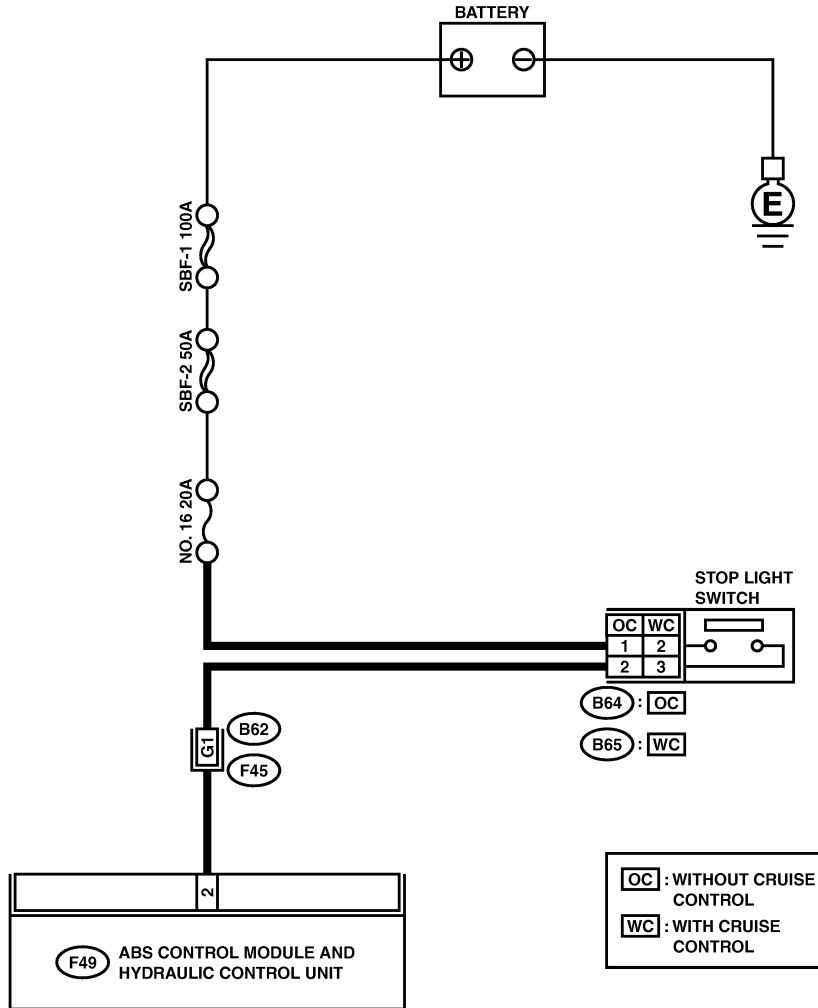 BATTERY
E
SBF-1 100A
SBF-2 50A
NO. 16 20A
STOP LIGHT
SWITCH
OC WC
1 2
2 3
B64 : OC
B65 : WC
B62
G1
F45
2
F49 ABS CONTROL MODULE AND
HYDRAULIC CONTROL UNIT
OC : WITHOUT CRUISE
CONTROL
WC : WITH CRUISE
CONTROL